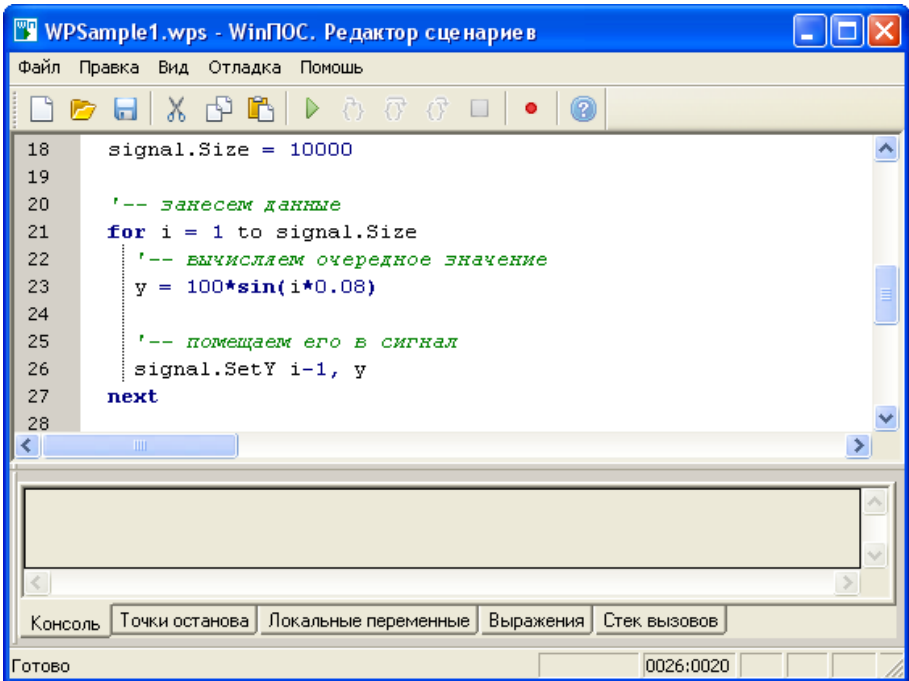 WPSample1.wps - WinПОС. Редактор сценариев
Файл Правка Вид Отладка Помошь
18 signal.Size = 10000
19
20 '-- занесем данные
21 for i = 1 to signal.Size
22 '-- вычисляем очередное значение
23 y = 100*sin(i*0.08)
24
25 '-- помещаем его в сигнал
26 signal.SetY i-1, y
27 next
28
Консоль Точки останова Локальные переменные Выражения Стек вызовов
Готово 0026:0020